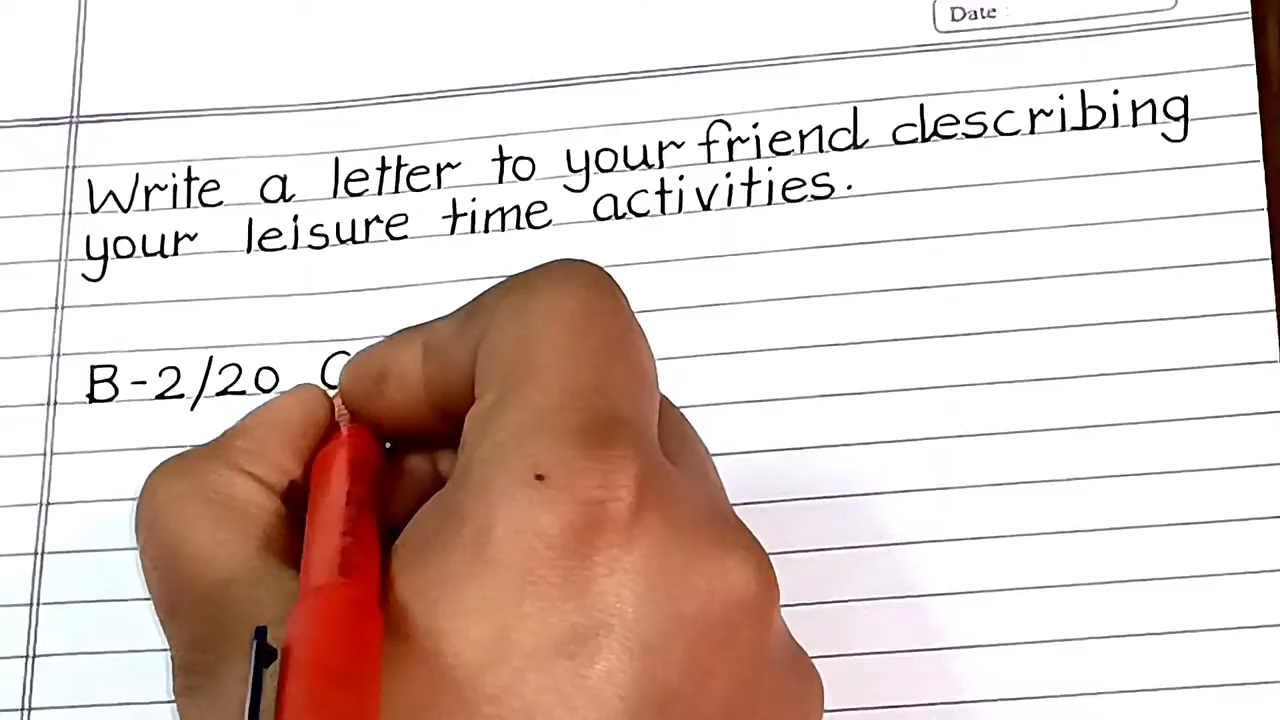 Date
Write a letter to your friend describing
your leisure time activities.
B-2/20 C